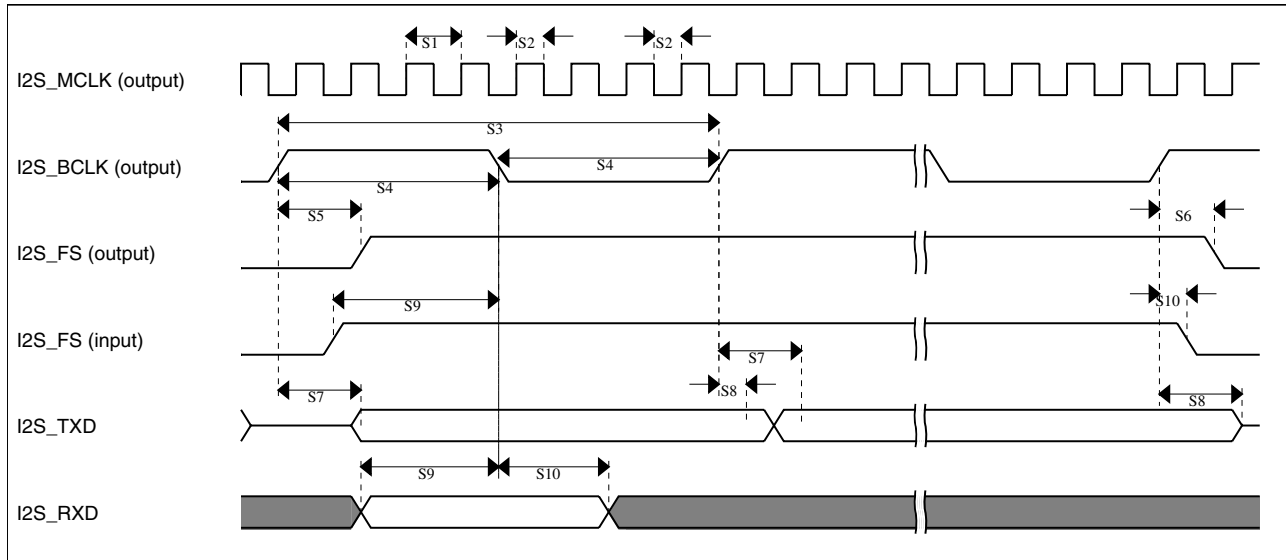 S1 S2 S2
I2S_MCLK (output)
S3
I2S_BCLK (output)
S4
S4
S5 S6
I2S_FS (output)
S9 S10
I2S_FS (input)
S7
S7 S8 S8
I2S_TXD
S9 S10
I2S_RXD